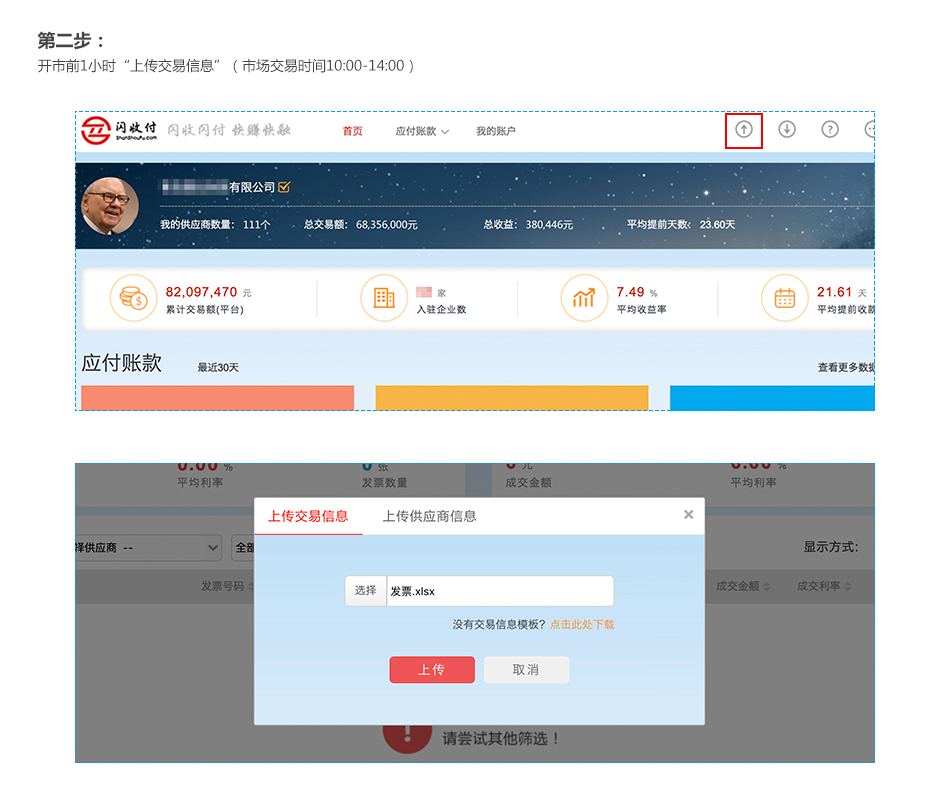 第二步：
开市前1小时“上传交易信息”（市场交易时间10:00-14:00）
闪收付 闪收闪付 快赚快融 首页 应付账款 我的账户
shanshoufu.com
有限公司
我的供应商数量： 111个 总交易额： 68,356,000元 总收益： 380,446元 平均提前天数： 23.60天
82,097,470 元 家 7.49 % 21.61 天
累计交易额(平台) 入驻企业数 平均收益率 平均提前收款
应付账款 最近30天 查看更多数据
0.00 % 0 张 0 元 0.00 %
平均利率 发票数量 成交金额 平均利率
上传交易信息 上传供应商信息 ×
择供应商 -- 全部 显示方式：
发票号码 成交金额 成交利率
选择 发票.xlsx
没有交易信息模板？点击此处下载
上传 取消
请尝试其他筛选！